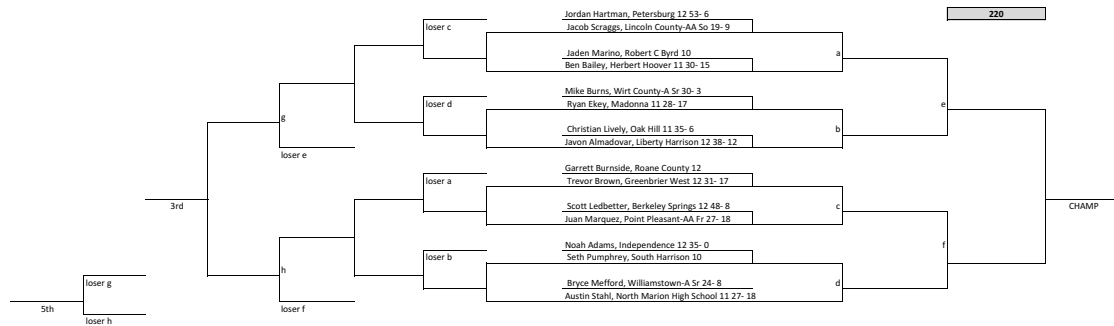 Jordan Hartman, Petersburg 12 53- 6
220
loser c
Jacob Scraggs, Lincoln County-AA So 19- 9
Jaden Marino, Robert C Byrd 10
a
Ben Bailey, Herbert Hoover 11 30- 15
Mike Burns, Wirt County-A Sr 30- 3
loser d
Ryan Ekey, Madonna 11 28- 17
e
g
Christian Lively, Oak Hill 11 35- 6
b
Javon Almadovar, Liberty Harrison 12 38- 12
loser e
Garrett Burnside, Roane County 12
loser a
Trevor Brown, Greenbrier West 12 31- 17
3rd
Scott Ledbetter, Berkeley Springs 12 48- 8
c
CHAMP
Juan Marquez, Point Pleasant-AA Fr 27- 18
Noah Adams, Independence 12 35- 0
f
loser b
Seth Pumphrey, South Harrison 10
h
loser g
Bryce Mefford, Williamstown-A Sr 24- 8
d
Austin Stahl, North Marion High School 11 27- 18
5th
loser f
loser h